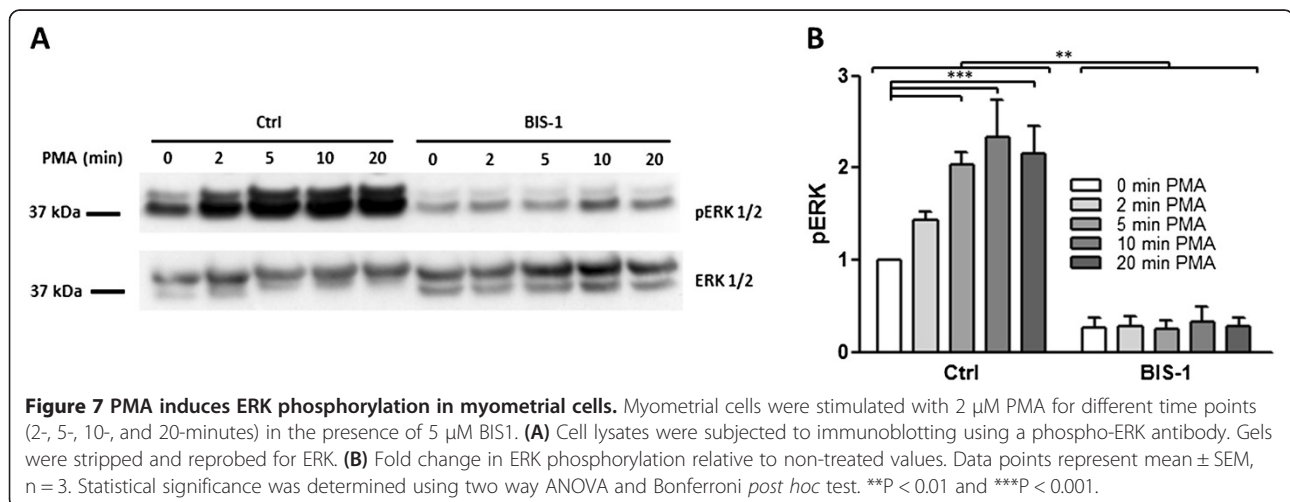 A
Ctrl BIS-1
PMA (min) 0 2 5 10 20 0 2 5 10 20
37 kDa pERK 1/2
37 kDa ERK 1/2
B
**
***
3
2
1
0
pERK
0 min PMA
2 min PMA
5 min PMA
10 min PMA
20 min PMA
Ctrl BIS-1
Figure 7 PMA induces ERK phosphorylation in myometrial cells. Myometrial cells were stimulated with 2 μM PMA for different time points
(2-, 5-, 10-, and 20-minutes) in the presence of 5 μM BIS1. (A) Cell lysates were subjected to immunoblotting using a phospho-ERK antibody. Gels
were stripped and reprobed for ERK. (B) Fold change in ERK phosphorylation relative to non-treated values. Data points represent mean ± SEM,
n = 3. Statistical significance was determined using two way ANOVA and Bonferroni post hoc test. **P < 0.01 and ***P < 0.001.